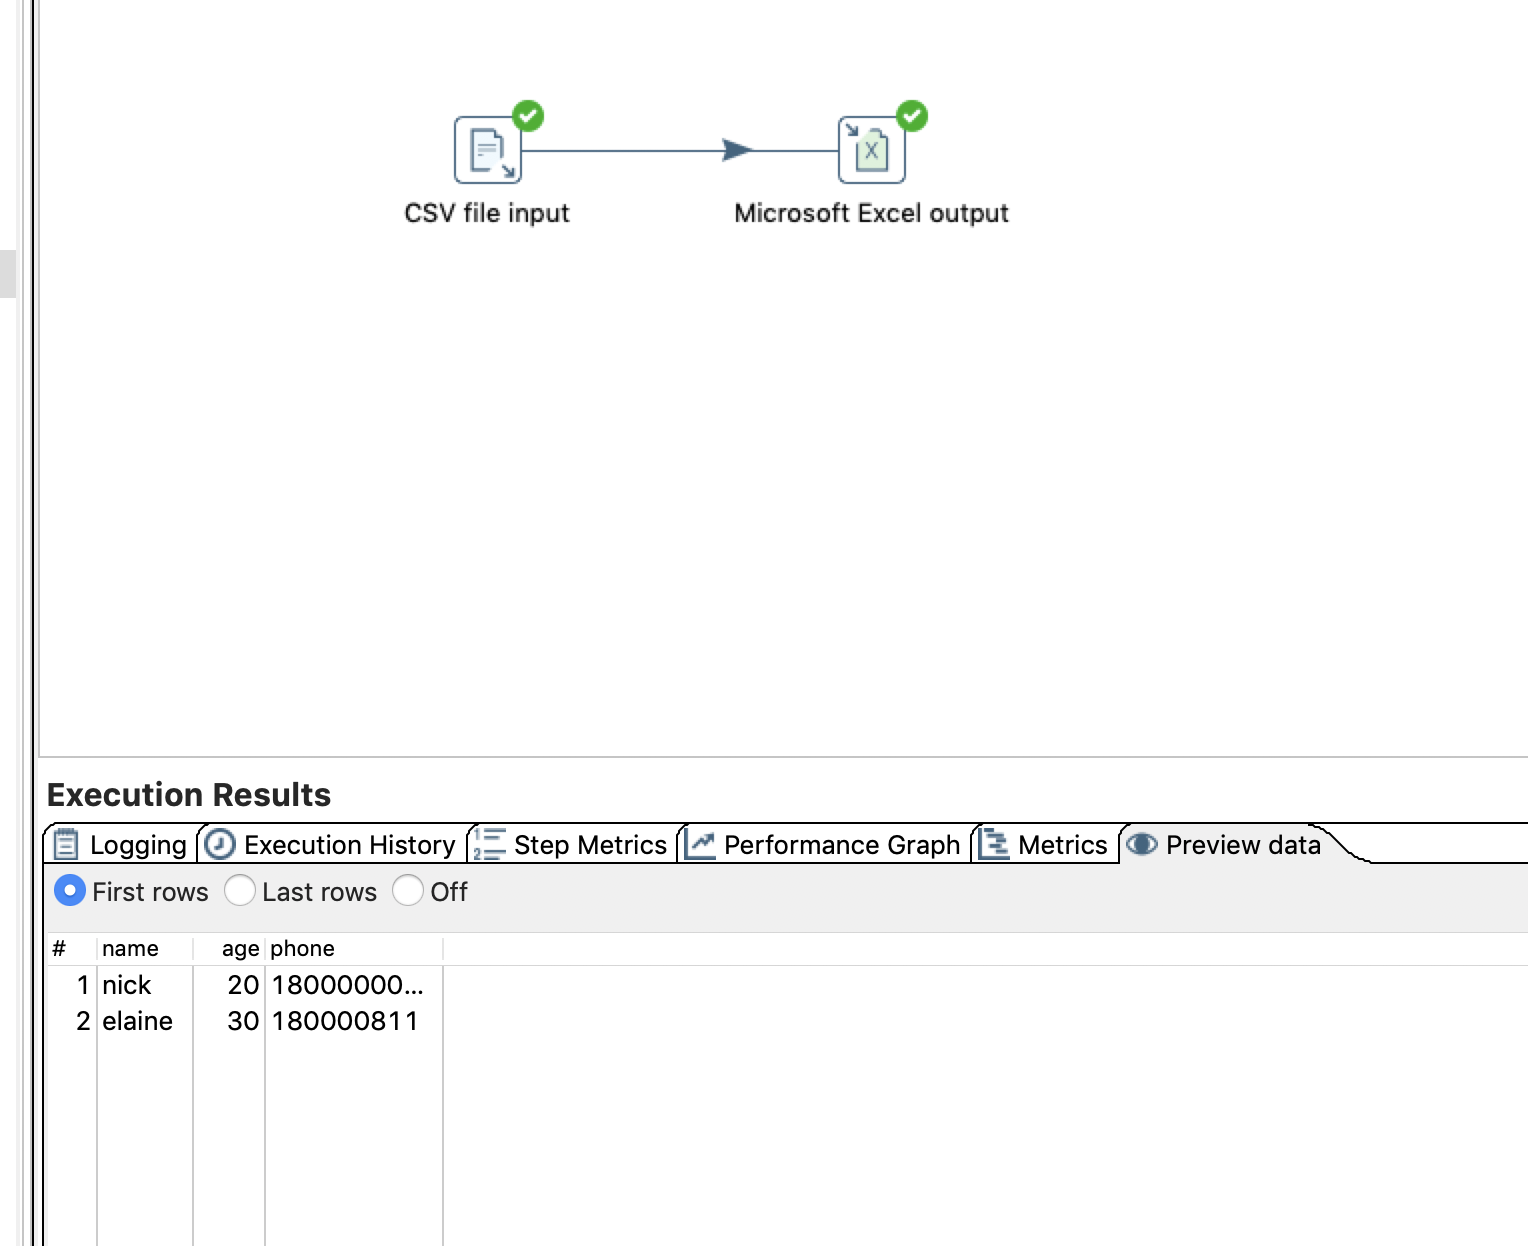 CSV file input
Microsoft Excel output
Execution Results
Logging Execution History Step Metrics Performance Graph Metrics Preview data
First rows Last rows Off
# name age phone
1 nick 20 18000000...
2 elaine 30 180000811